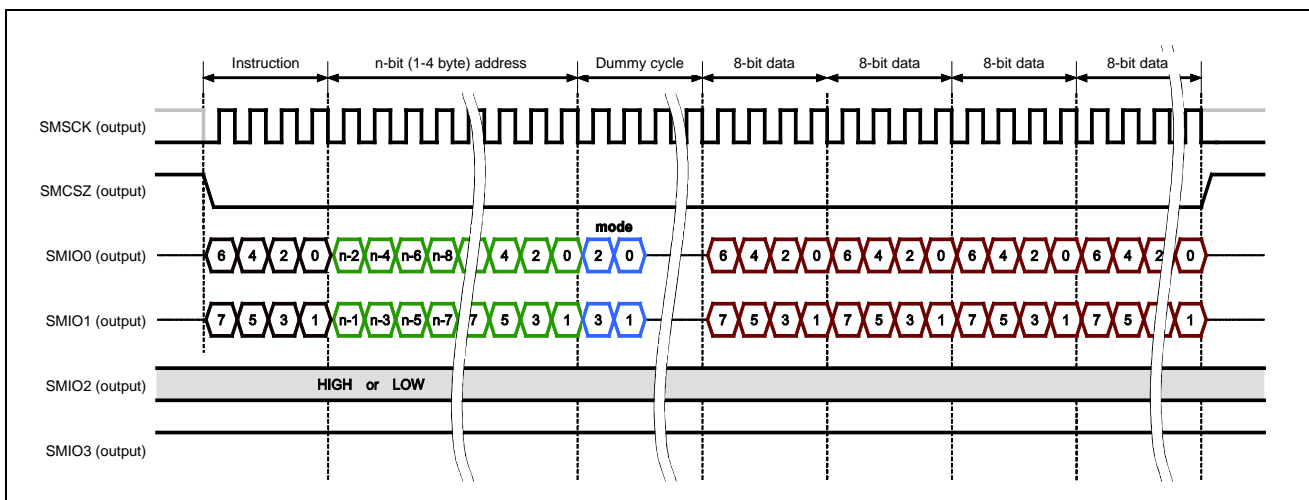 Instruction n-bit (1-4 byte) address Dummy cycle 8-bit data 8-bit data 8-bit data 8-bit data
SMSCK (output)
SMCSZ (output)
mode
SMIO0 (output) 6 4 2 0 n-2 n-4 n-6 n-8 4 2 0 2 0 6 4 2 0 6 4 2 0 6 4 2 0 6 4 2 0
SMIO1 (output) 7 5 3 1 n-1 n-3 n-5 n-7 7 5 3 1 3 1 7 5 3 1 7 5 3 1 7 5 3 1 7 5 1
SMIO2 (output) HIGH or LOW
SMIO3 (output)